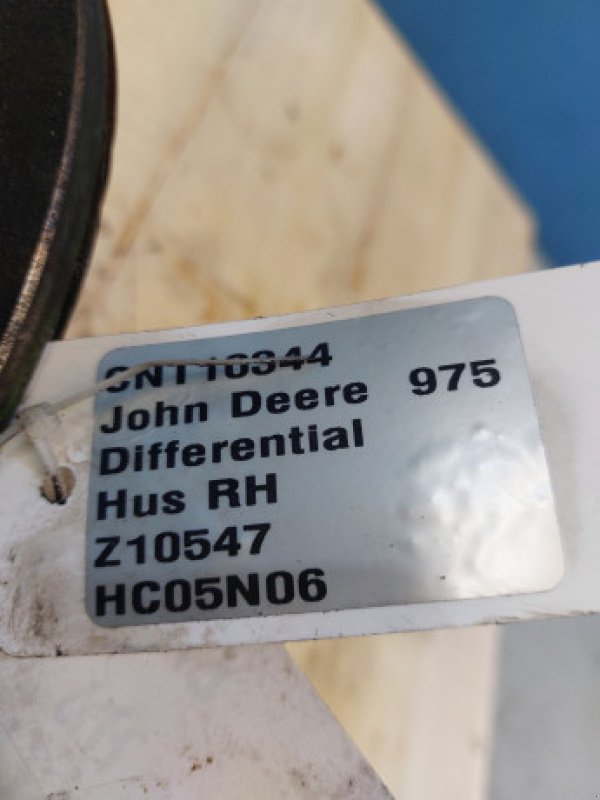 CNT10344
John Deere 975
Differential
Hus RH
Z10547
HC05N06